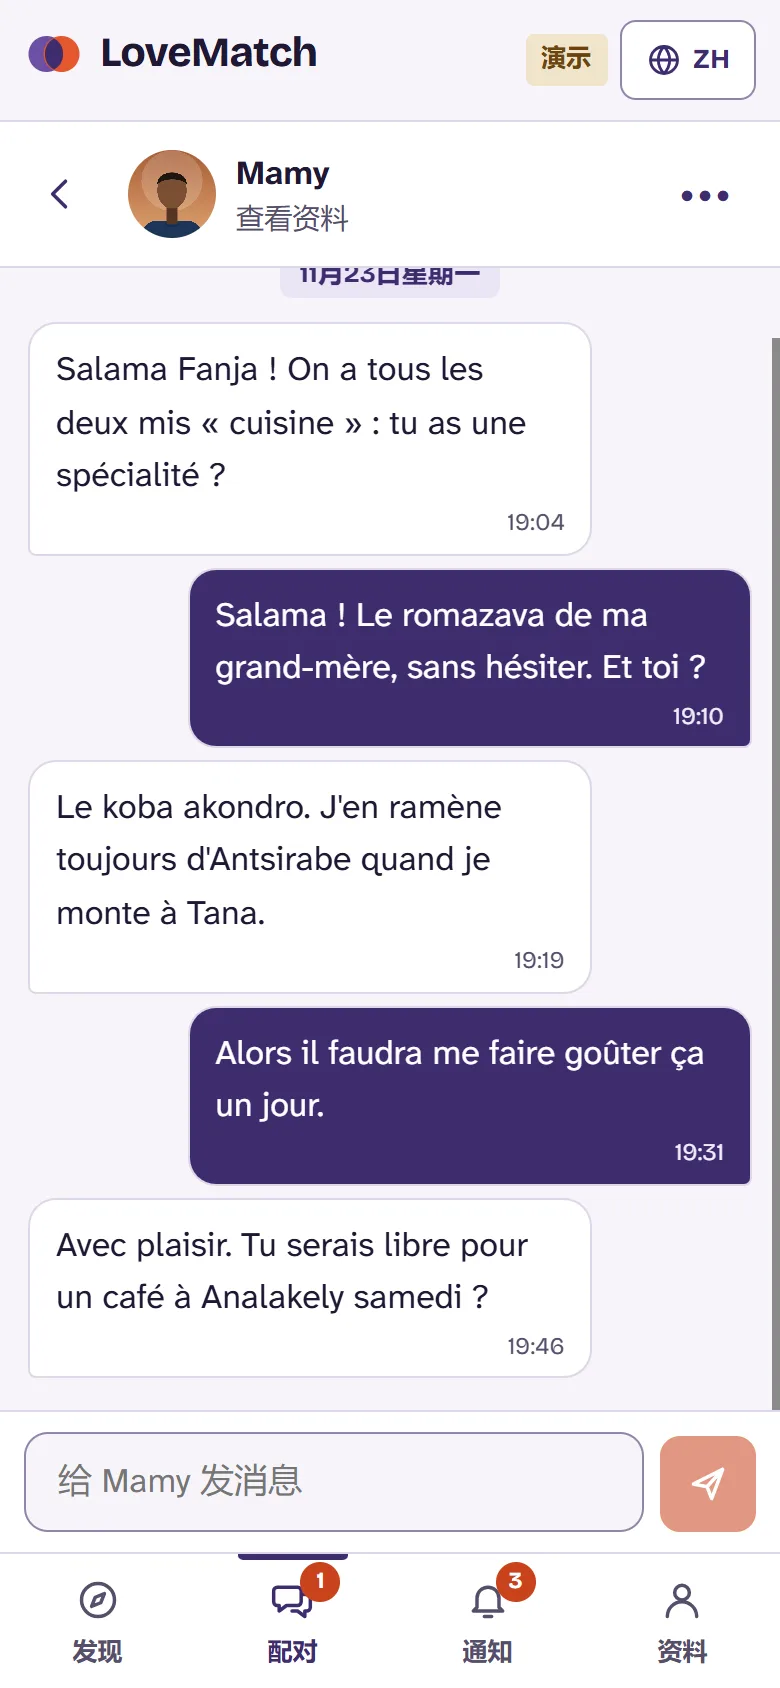 LoveMatch
演示
ZH
Mamy
查看资料
11月23日星期一
Salama Fanja ! On a tous les
deux mis « cuisine » : tu as une
spécialité ?
19:04
Salama ! Le romazava de ma
grand-mère, sans hésiter. Et toi ?
19:10
Le koba akondro. J'en ramène
toujours d'Antsirabe quand je
monte à Tana.
19:19
Alors il faudra me faire goûter ça
un jour.
19:31
Avec plaisir. Tu serais libre pour
un café à Analakely samedi ?
19:46
给 Mamy 发消息
1
3
发现
配对
通知
资料